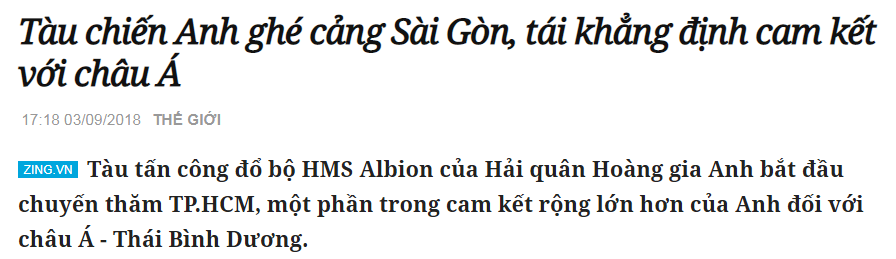 Tàu chiến Anh ghé cảng Sài Gòn, tái khẳng định cam kết
với châu Á
17:18 03/09/2018 THẾ GIỚI
ZING.VN Tàu tấn công đổ bộ HMS Albion của Hải quân Hoàng gia Anh bắt đầu
chuyến thăm TP.HCM, một phần trong cam kết rộng lớn hơn của Anh đối với
châu Á - Thái Bình Dương.